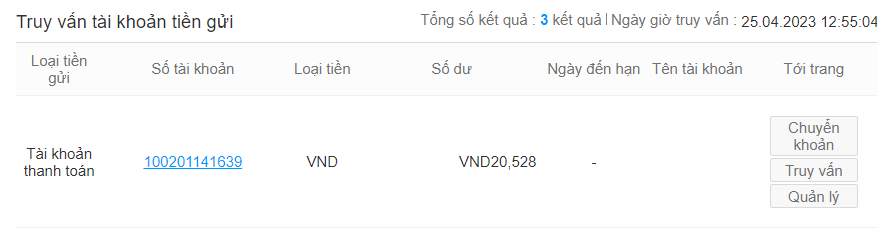 Truy vấn tài khoản tiền gửi Tổng số kết quả : 3 kết quả | Ngày giờ truy vấn : 25.04.2023 12:55:04
Loại tiền gửi Số tài khoản Loại tiền Số dư Ngày đến hạn Tên tài khoản Tới trang
Tài khoản thanh toán 100201141639 VND VND20,528 -
Chuyển khoản
Truy vấn
Quản lý